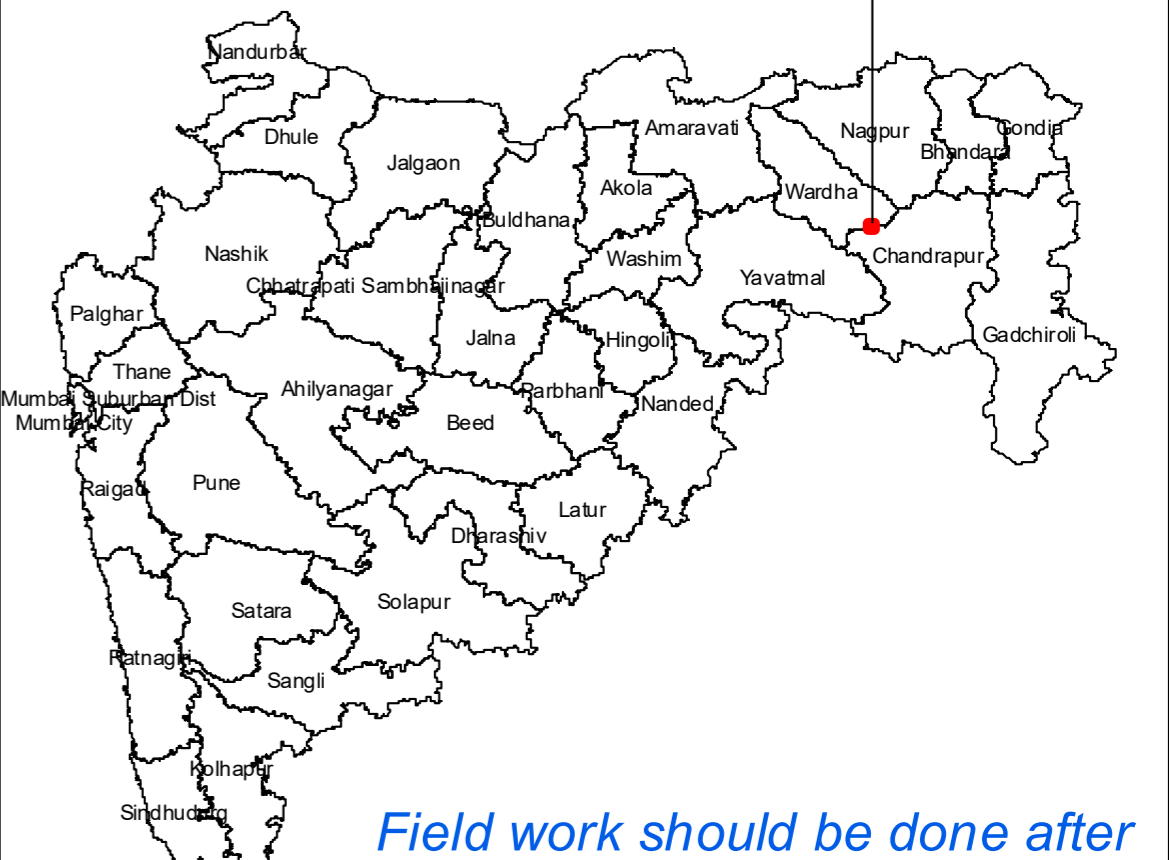 Nandurbar
Dhule
Jalgaon
Amaravati
Nagpur
Gondia
Bhandara
Akola
Wardha
Buldhana
Nashik
Washim
Chandrapur
Yavatmal
Chhatrapati Sambhajinagar
Palghar
Jalna
Hingoli
Gadchiroli
Thane
Ahilyanagar
Parbhani
Mumbai Suburban Dist
Nanded
Mumbai City
Beed
Raigad
Pune
Latur
Dharashiv
Satara
Solapur
Ratnagiri
Sangli
Kolhapur
Sindhudurg
Field work should be done after